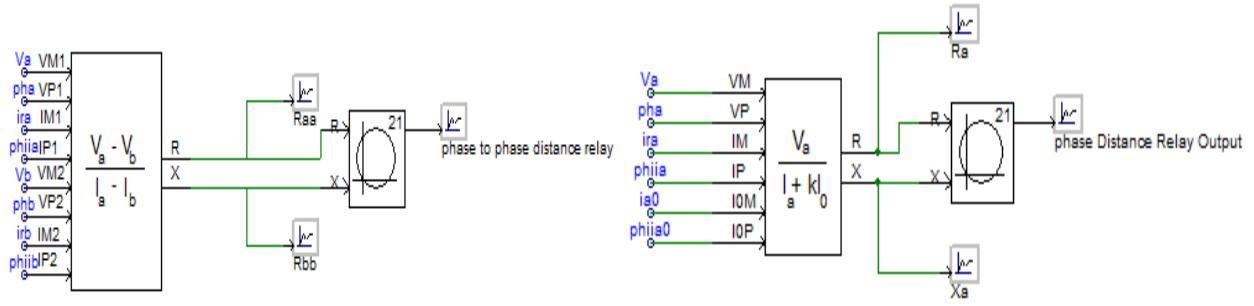 Va VM1
pha VP1
ira IM1
phiia IP1
Vb VM2
phb VP2
irb IM2
phiib IP2
Va - Vb
Ia - Ib
R
X
Raa
Rbb
R
X
21
phase to phase distance relay
Va VM
pha VP
ira IM
phiia IP
ia0 I0M
phiia0 I0P
Va
Ia + kI0
R
X
Ra
Xa
R
X
21
phase Distance Relay Output